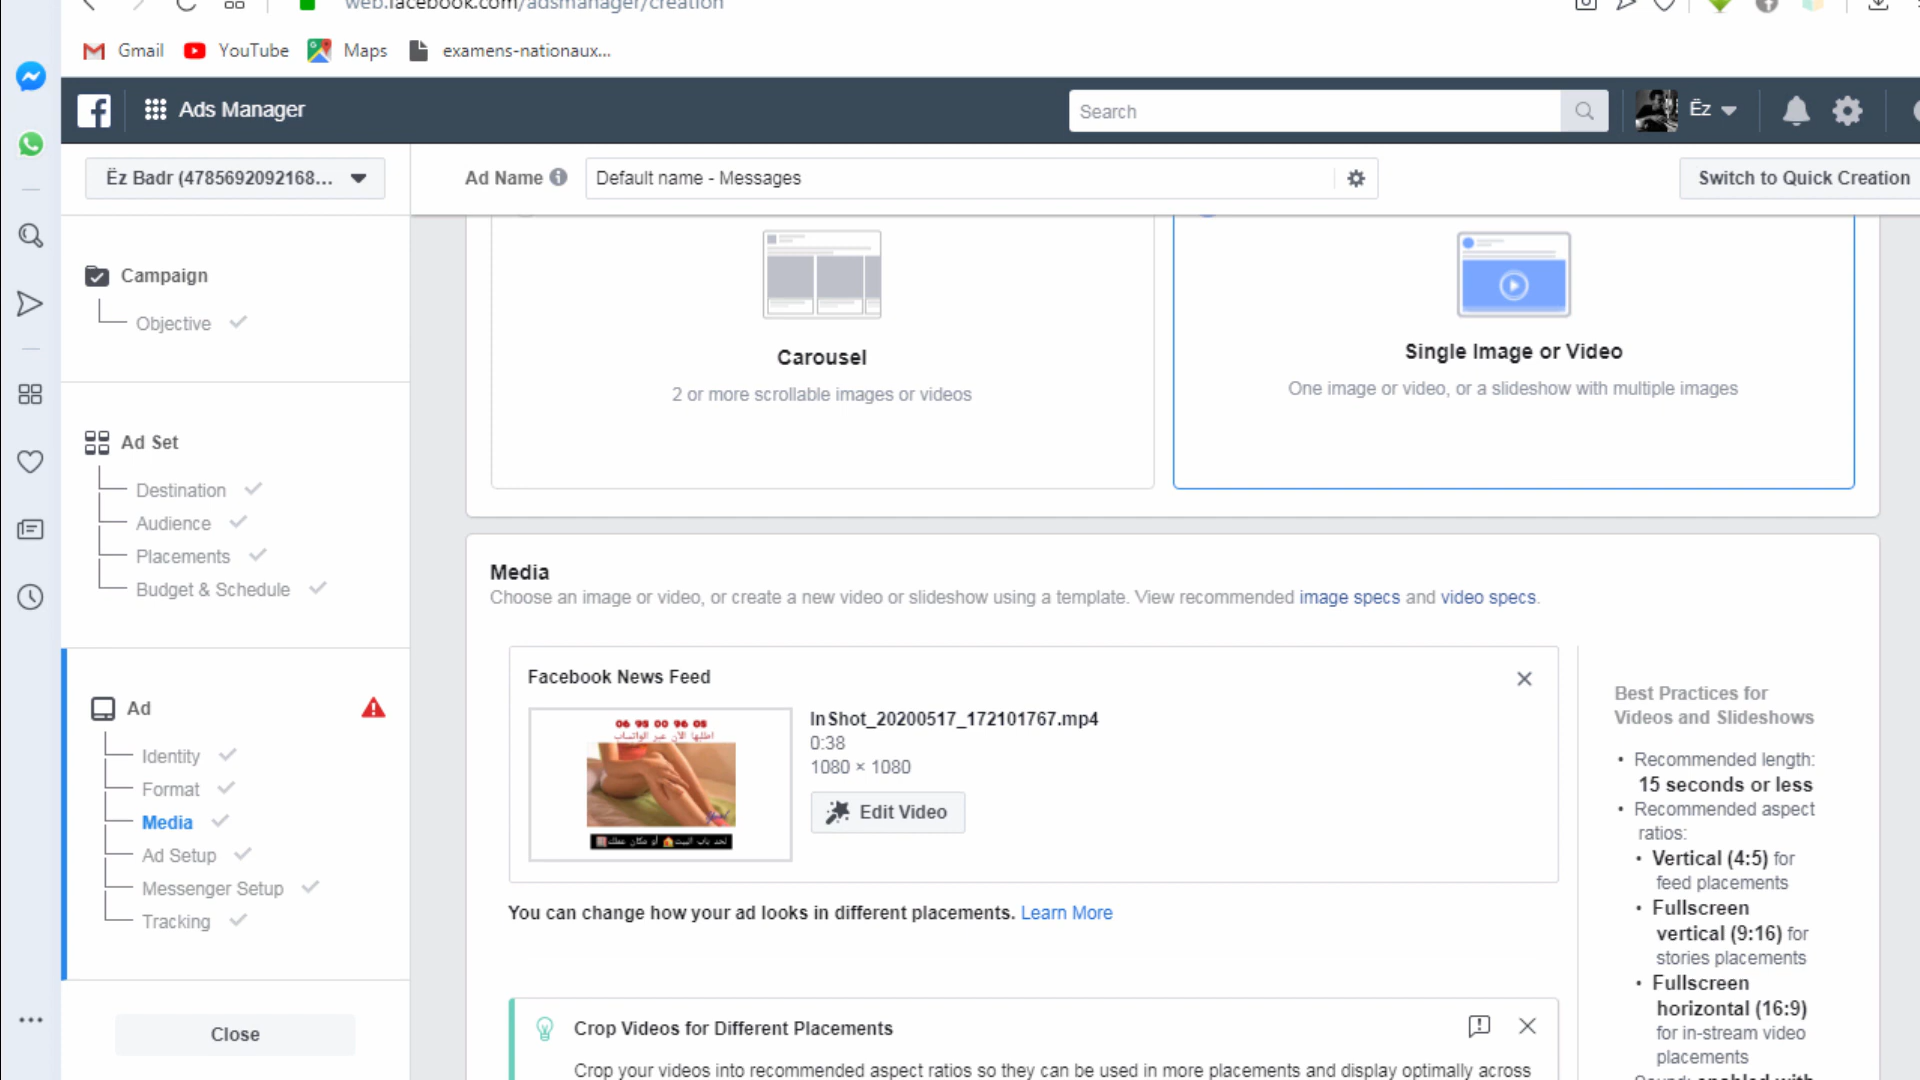 web.facebook.com/adsmanager/creation
Gmail YouTube Maps examens-nationaux...
Ads Manager
Search
Ëz
Ëz Badr (4785692092168...
Ad Name
Default name - Messages
Switch to Quick Creation
Campaign
Objective
Ad Set
Destination
Audience
Placements
Budget & Schedule
Ad
Identity
Format
Media
Ad Setup
Messenger Setup
Tracking
Close
Carousel
2 or more scrollable images or videos
Single Image or Video
One image or video, or a slideshow with multiple images
Media
Choose an image or video, or create a new video or slideshow using a template. View recommended image specs and video specs.
Facebook News Feed
06 99 00 96 05
اطلبها الآن عبر الواتساب
لحد باب البيت أو مكان عملك
InShot_20200517_172101767.mp4
0:38
1080 × 1080
Edit Video
You can change how your ad looks in different placements. Learn More
Crop Videos for Different Placements
Crop your videos into recommended aspect ratios so they can be used in more placements and display optimally across
Best Practices for
Videos and Slideshows
• Recommended length:
15 seconds or less
• Recommended aspect
ratios:
• Vertical (4:5) for
feed placements
• Fullscreen
vertical (9:16) for
stories placements
• Fullscreen
horizontal (16:9)
for in-stream video
placements
Sound: enabled with